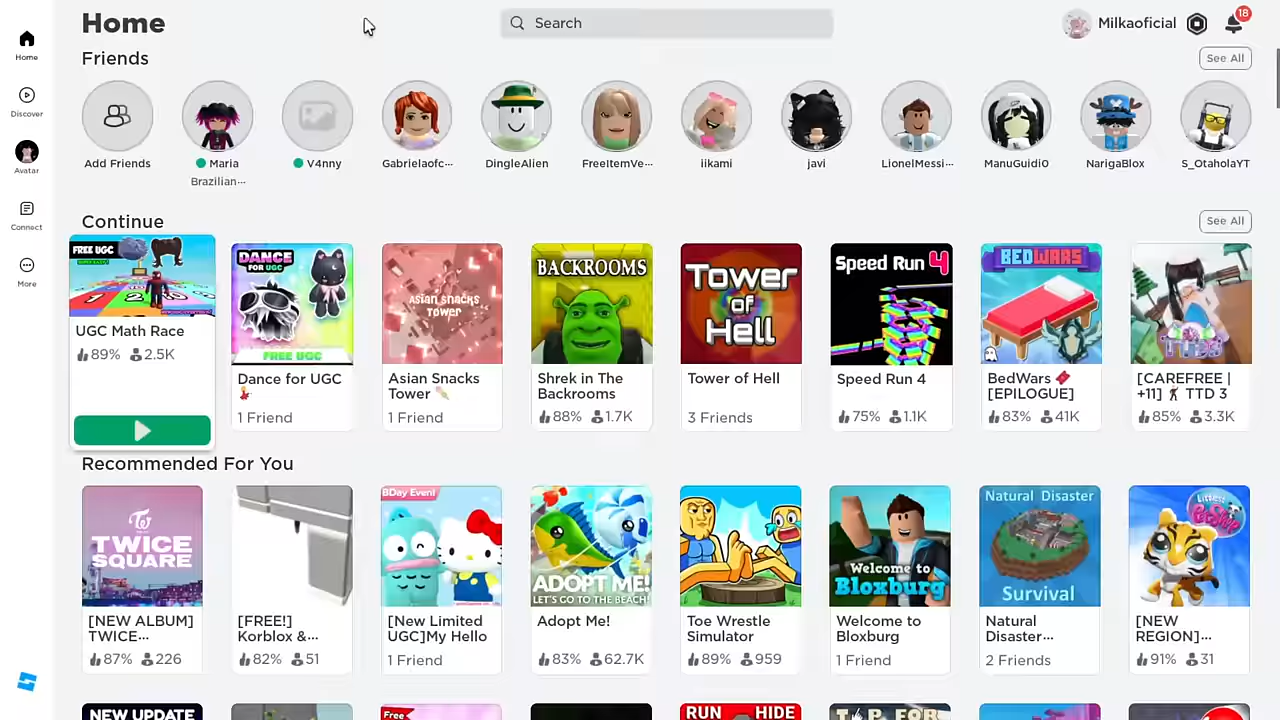 Home
Search
Milkaoficial
18
Home
Discover
Avatar
Connect
More
Friends
See All
Add Friends
Maria
Brazilian···
V4nny
Gabrielaofc···
DingleAlien
FreeItemVe···
iikami
javi
LionelMessi···
ManuGuidi0
NarigaBlox
S_OtaholaYT
Continue
See All
FREE UGC
UGC Math Race
89% 2.5K
DANCE
FOR UGC
FREE UGC
Dance for UGC
1 Friend
Asian snacks
Tower
Asian Snacks
Tower
1 Friend
BACKROOMS
Shrek in The
Backrooms
88% 1.7K
Tower
of
Hell
Tower of Hell
3 Friends
Speed Run 4
Speed Run 4
75% 1.1K
BEDWARS
BedWars
[EPILOGUE]
83% 41K
TTD3
[CAREFREE |
+11] TTD 3
85% 3.3K
Recommended For You
TWICE
SQUARE
[NEW ALBUM]
TWICE···
87% 226
[FREE!]
Korblox &···
82% 51
BDay Event
[New Limited
UGC]My Hello
1 Friend
ADOPT ME!
LET'S GO TO THE BEACH!
Adopt Me!
83% 62.7K
Toe Wrestle
Simulator
89% 959
Welcome to
Bloxburg
Welcome to
Bloxburg
1 Friend
Natural Disaster
Survival
Natural
Disaster···
2 Friends
Littlest
Pet Shop
[NEW
REGION]···
91% 31
NEW UPDATE
Free
RUN HIDE